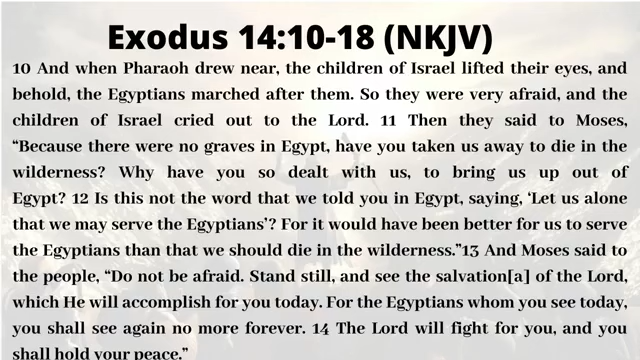 Exodus 14:10-18 (NKJV)
10 And when Pharaoh drew near, the children of Israel lifted their eyes, and
behold, the Egyptians marched after them. So they were very afraid, and the
children of Israel cried out to the Lord. 11 Then they said to Moses,
“Because there were no graves in Egypt, have you taken us away to die in the
wilderness? Why have you so dealt with us, to bring us up out of
Egypt? 12 Is this not the word that we told you in Egypt, saying, ‘Let us alone
that we may serve the Egyptians’? For it would have been better for us to serve
the Egyptians than that we should die in the wilderness.”13 And Moses said to
the people, “Do not be afraid. Stand still, and see the salvation[a] of the Lord,
which He will accomplish for you today. For the Egyptians whom you see today,
you shall see again no more forever. 14 The Lord will fight for you, and you
shall hold your peace.”